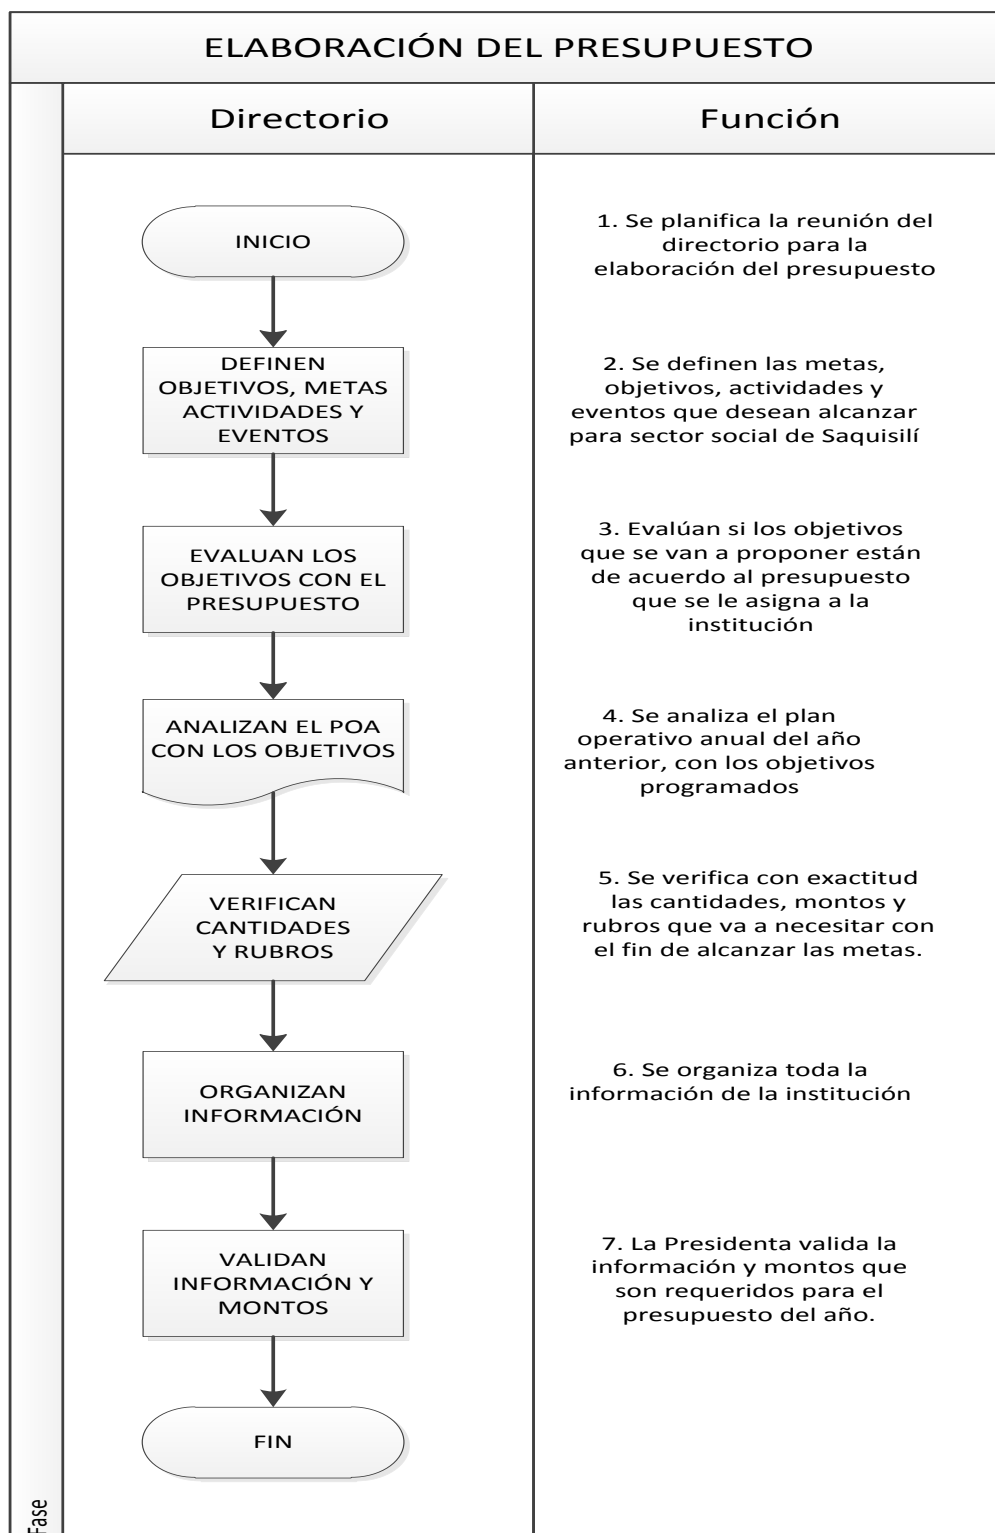 ELABORACIÓN DEL PRESUPUESTO
Directorio
Función
INICIO
1. Se planifica la reunión del
directorio para la
elaboración del presupuesto
DEFINEN
OBJETIVOS, METAS
ACTIVIDADES Y
EVENTOS
2. Se definen las metas,
objetivos, actividades y
eventos que desean alcanzar
para sector social de Saquisilí
EVALUAN LOS
OBJETIVOS CON EL
PRESUPUESTO
3. Evalúan si los objetivos
que se van a proponer están
de acuerdo al presupuesto
que se le asigna a la
institución
ANALIZAN EL POA
CON LOS OBJETIVOS
4. Se analiza el plan
operativo anual del año
anterior, con los objetivos
programados
VERIFICAN
CANTIDADES
Y RUBROS
5. Se verifica con exactitud
las cantidades, montos y
rubros que va a necesitar con
el fin de alcanzar las metas.
ORGANIZAN
INFORMACIÓN
6. Se organiza toda la
información de la institución
VALIDAN
INFORMACIÓN Y
MONTOS
7. La Presidenta valida la
información y montos que
son requeridos para el
presupuesto del año.
FIN
Fase